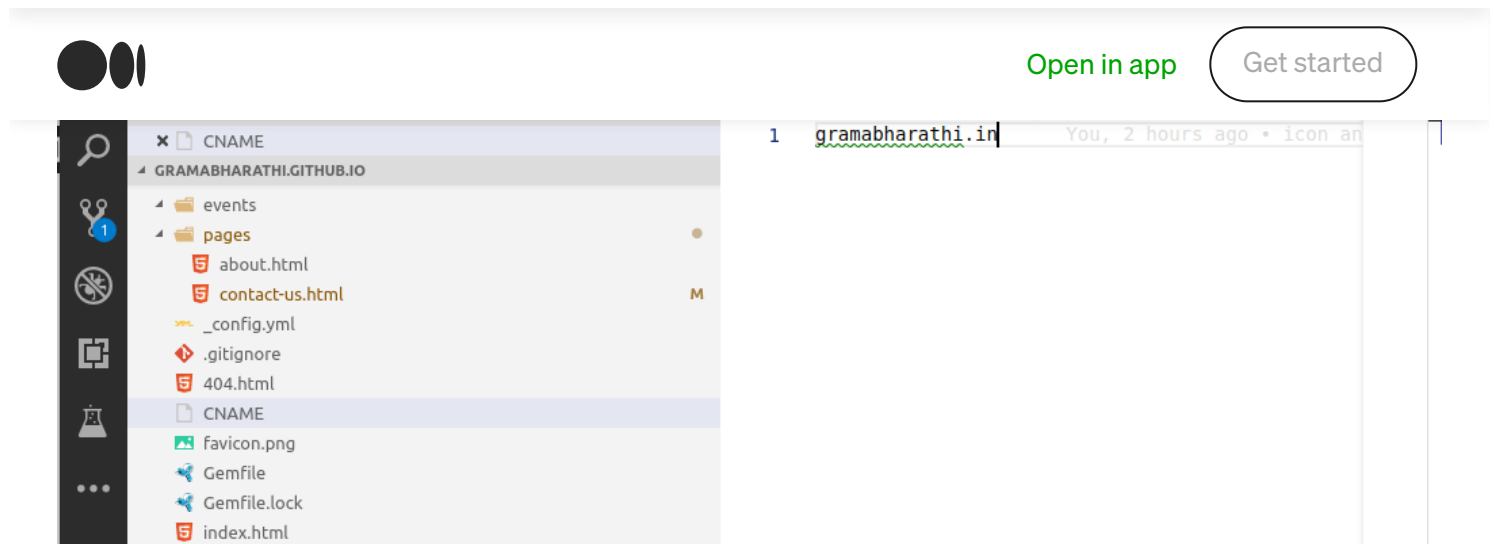 Open in app Get started
CNAME
GRAMABHARATHI.GITHUB.IO
events
pages
about.html
contact-us.html M
_config.yml
.gitignore
404.html
CNAME
favicon.png
Gemfile
Gemfile.lock
index.html
1
1 gramabharathi.in You, 2 hours ago • icon an